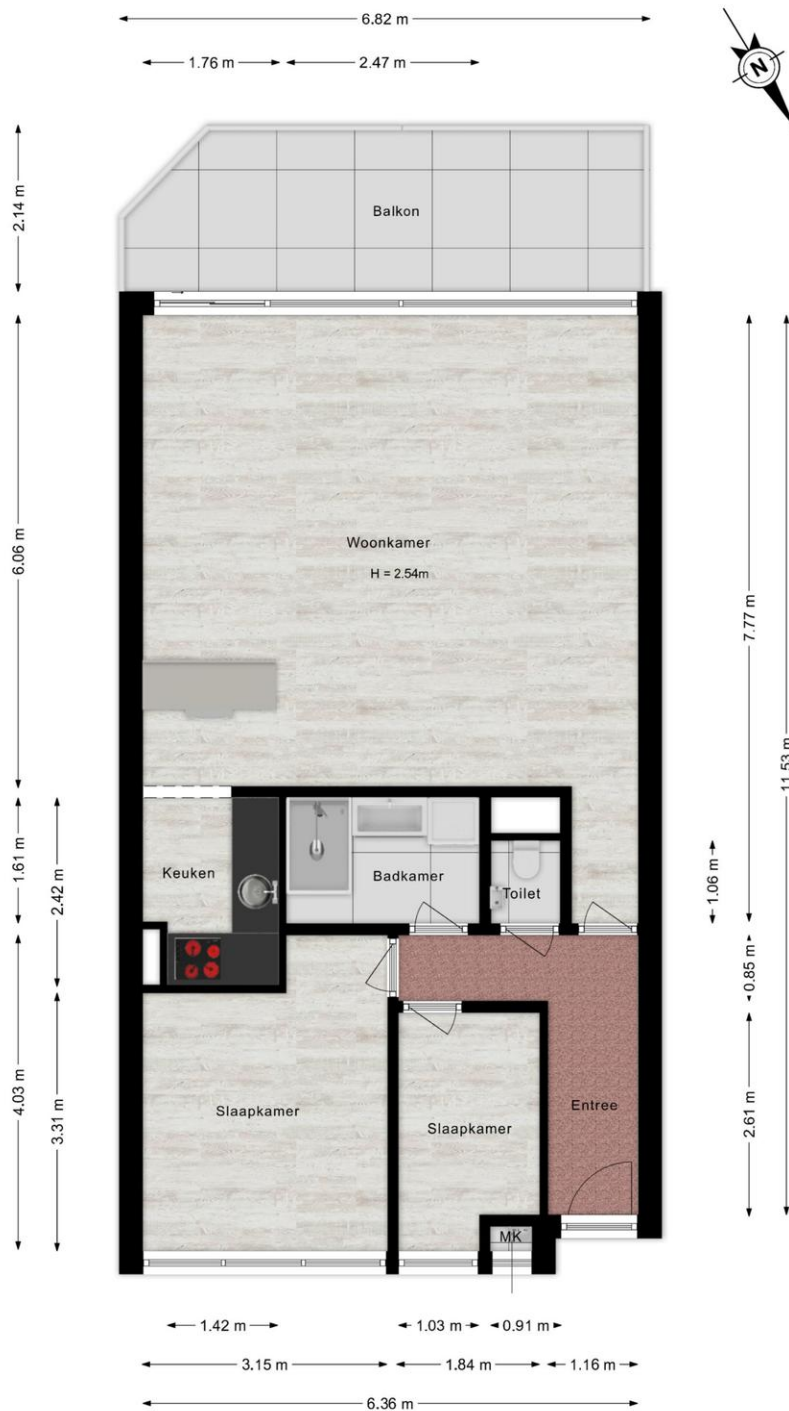 6.82 m
1.76 m
2.47 m
N
2.14 m
Balkon
6.06 m
Woonkamer
H = 2.54m
7.77 m
11.53 m
1.61 m
2.42 m
Keuken
Badkamer
Toilet
1.06 m
0.85 m
4.03 m
3.31 m
Slaapkamer
Slaapkamer
Entree
2.61 m
MK
1.42 m
1.03 m
0.91 m
3.15 m
1.84 m
1.16 m
6.36 m